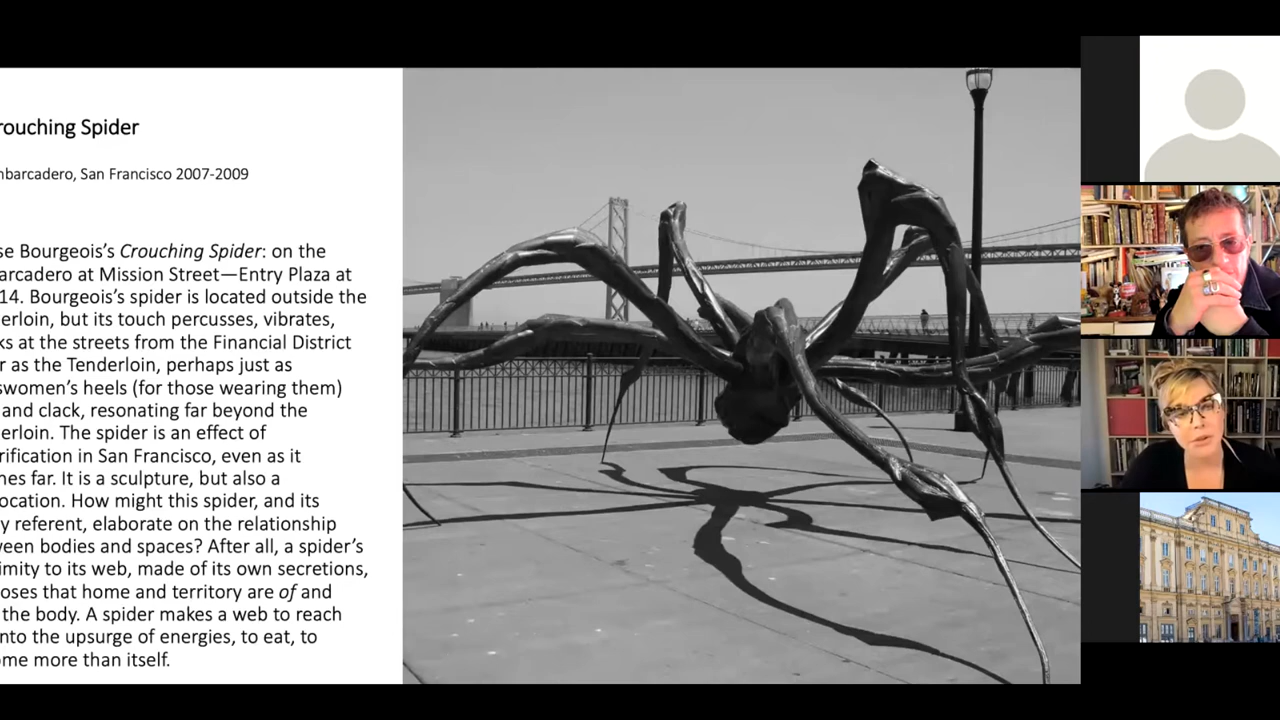 rouching Spider
nbarcadero, San Francisco 2007-2009
se Bourgeois's Crouching Spider: on the
arcadero at Mission Street—Entry Plaza at
14. Bourgeois's spider is located outside the
erloin, but its touch percusses, vibrates,
ks at the streets from the Financial District
r as the Tenderloin, perhaps just as
swomen's heels (for those wearing them)
and clack, resonating far beyond the
erloin. The spider is an effect of
rification in San Francisco, even as it
nes far. It is a sculpture, but also a
ocation. How might this spider, and its
y referent, elaborate on the relationship
veen bodies and spaces? After all, a spider's
imity to its web, made of its own secretions,
oses that home and territory are of and
the body. A spider makes a web to reach
nto the upsurge of energies, to eat, to
ome more than itself.